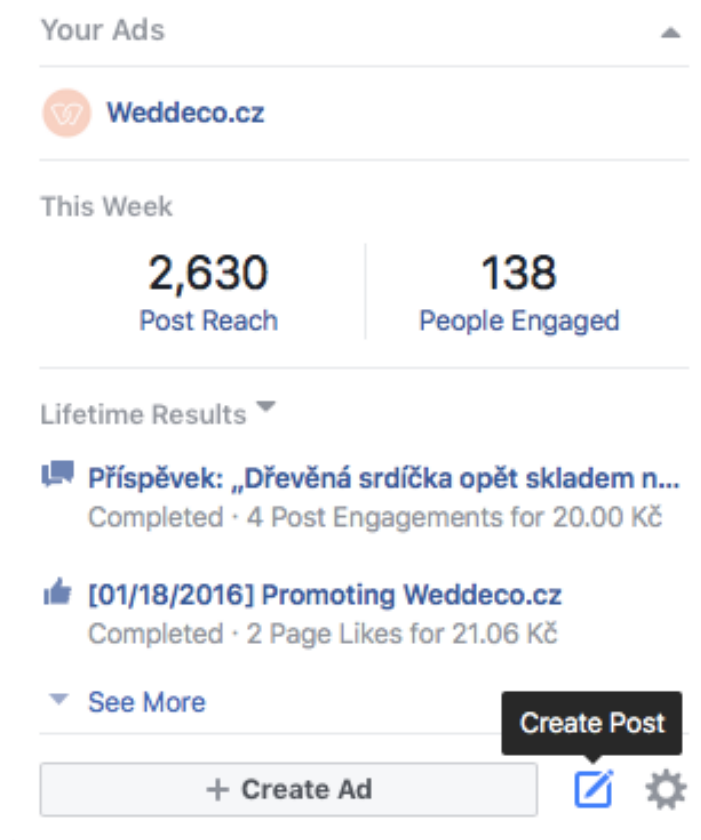 Your Ads
Weddeco.cz
This Week
2,630 138
Post Reach People Engaged
Lifetime Results
Příspěvek: „Dřevěná srdíčka opět skladem n...
Completed · 4 Post Engagements for 20.00 Kč
[01/18/2016] Promoting Weddeco.cz
Completed · 2 Page Likes for 21.06 Kč
See More
Create Post
+ Create Ad